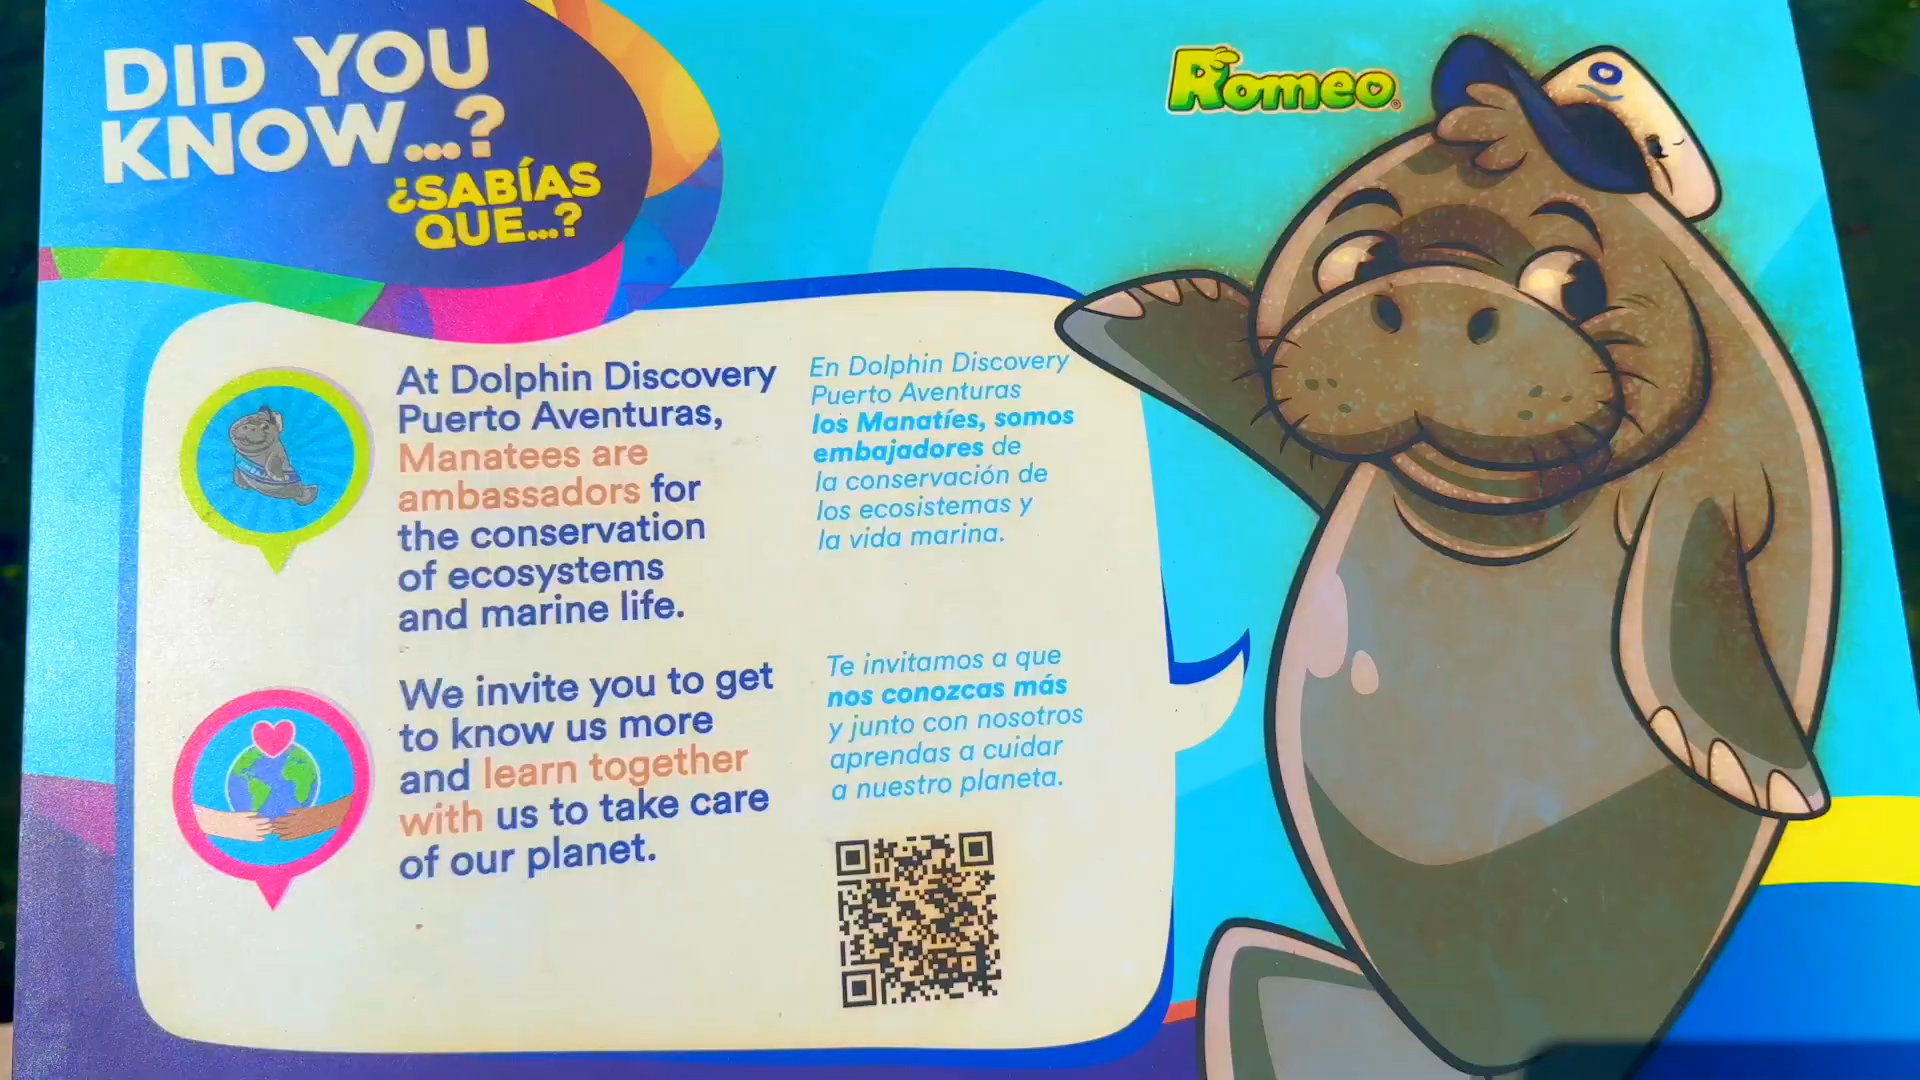 DID YOU
KNOW...?
¿SABÍAS
QUE...?
Romeo®
At Dolphin Discovery
Puerto Aventuras,
Manatees are
ambassadors for
the conservation
of ecosystems
and marine life.
En Dolphin Discovery
Puerto Aventuras
los Manatíes, somos
embajadores de
la conservación de
los ecosistemas y
la vida marina.
We invite you to get
to know us more
and learn together
with us to take care
of our planet.
Te invitamos a que
nos conozcas más
y junto con nosotros
aprendas a cuidar
a nuestro planeta.